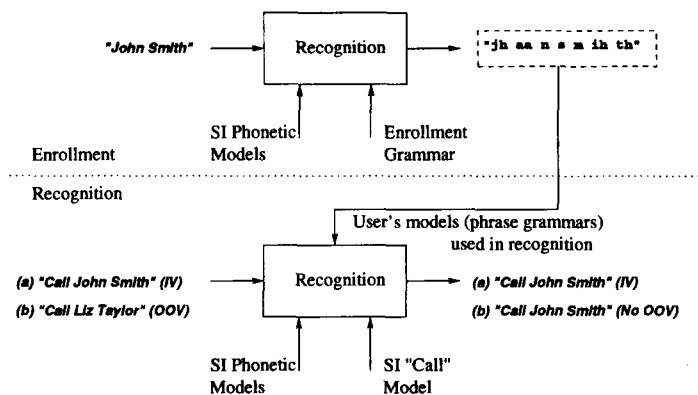 "John Smith"
Recognition
"jh aa n s m ih th"
SI Phonetic
Models
Enrollment
Grammar
Enrollment
Recognition
User's models (phrase grammars)
used in recognition
(a) "Call John Smith" (IV)
(b) "Call Liz Taylor" (OOV)
Recognition
(a) "Call John Smith" (IV)
(b) "Call John Smith" (No OOV)
SI Phonetic
Models
SI "Call"
Model